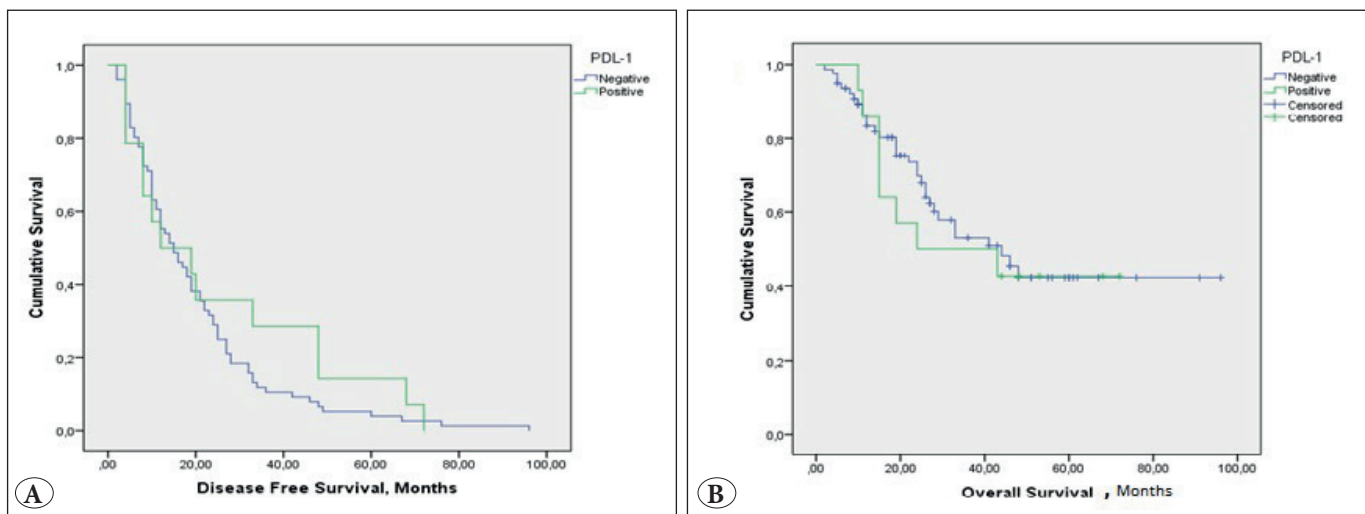 PDL-1
Negative
Positive
1,0
0,8
0,6
0,4
0,2
0,0
Cumulative Survival
,00 20,00 40,00 60,00 80,00 100,00
Disease Free Survival, Months
A
PDL-1
Negative
Positive
Censored
Censored
1,0
0,8
0,6
0,4
0,2
0,0
Cumulative Survival
,00 20,00 40,00 60,00 80,00 100,00
Overall Survival , Months
B